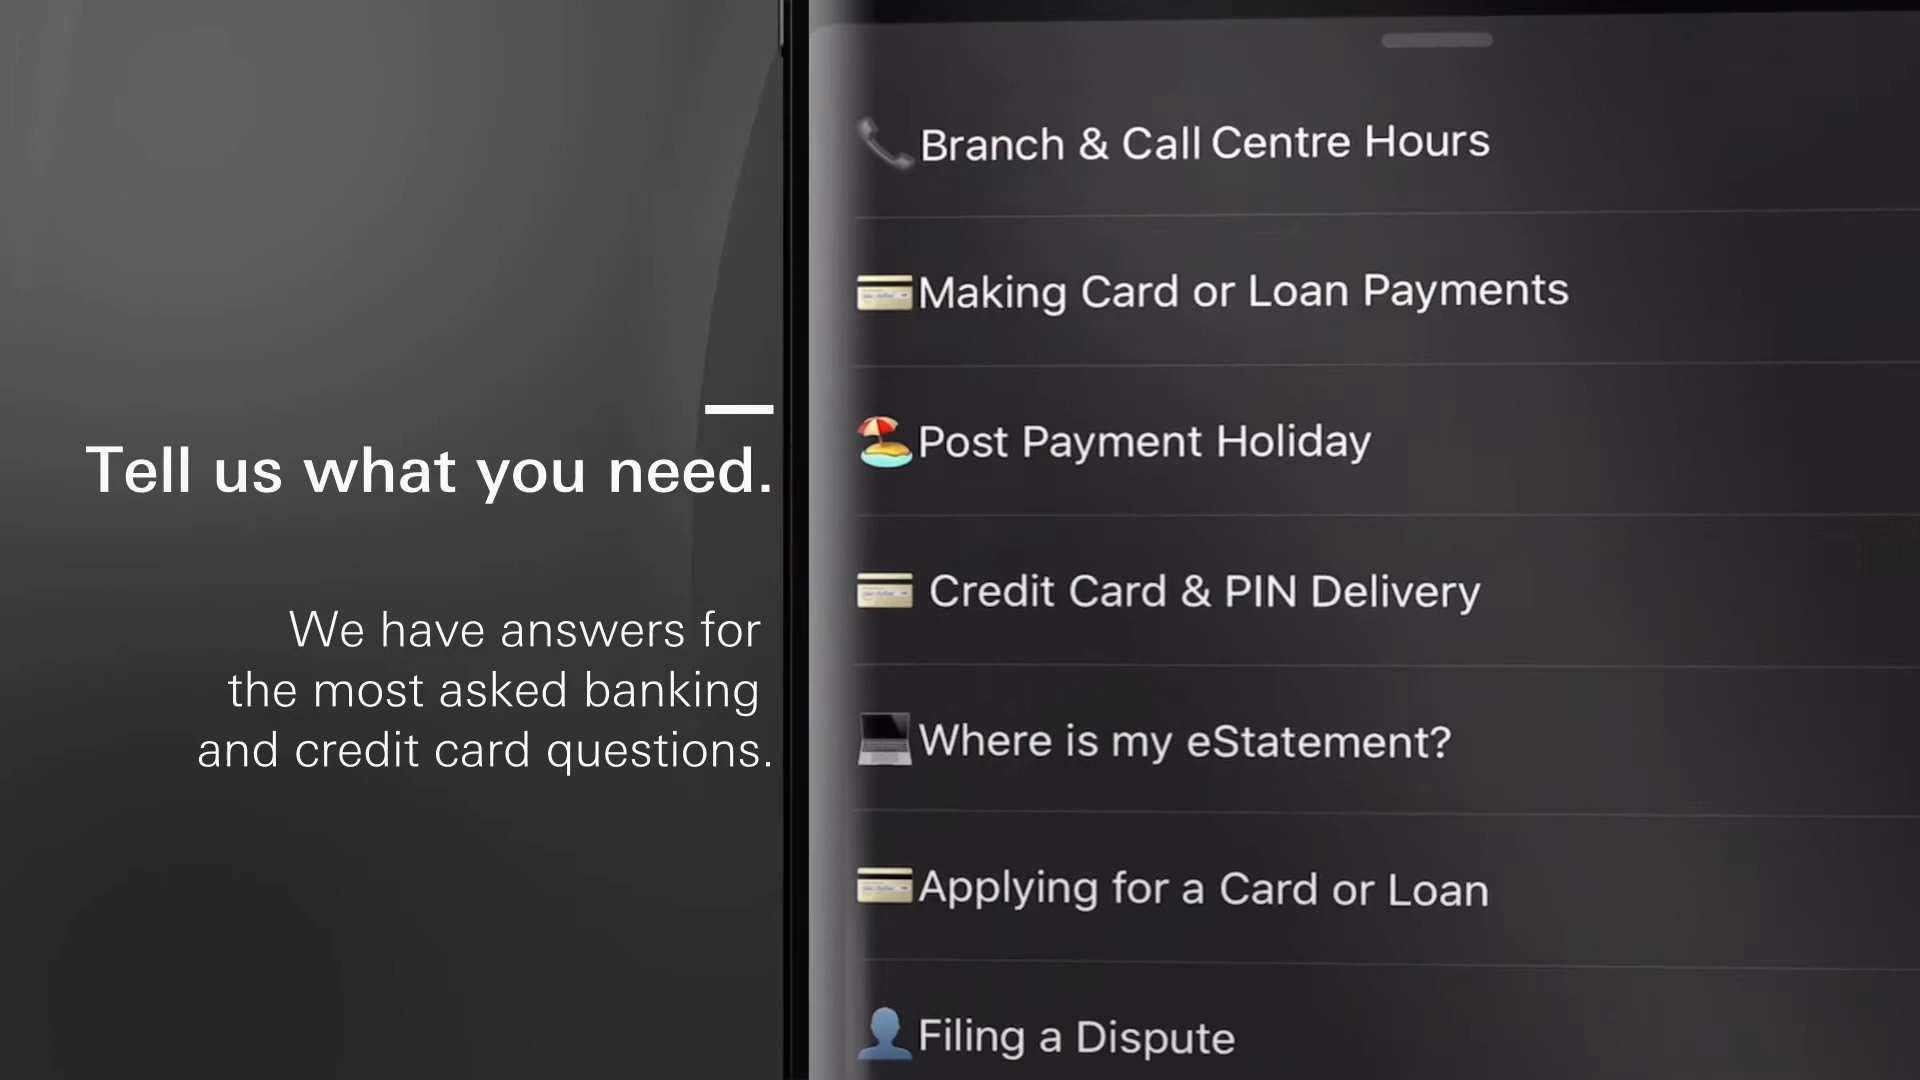 Tell us what you need.
We have answers for
the most asked banking
and credit card questions.
Branch & Call Centre Hours
Making Card or Loan Payments
Post Payment Holiday
Credit Card & PIN Delivery
Where is my eStatement?
Applying for a Card or Loan
Filing a Dispute